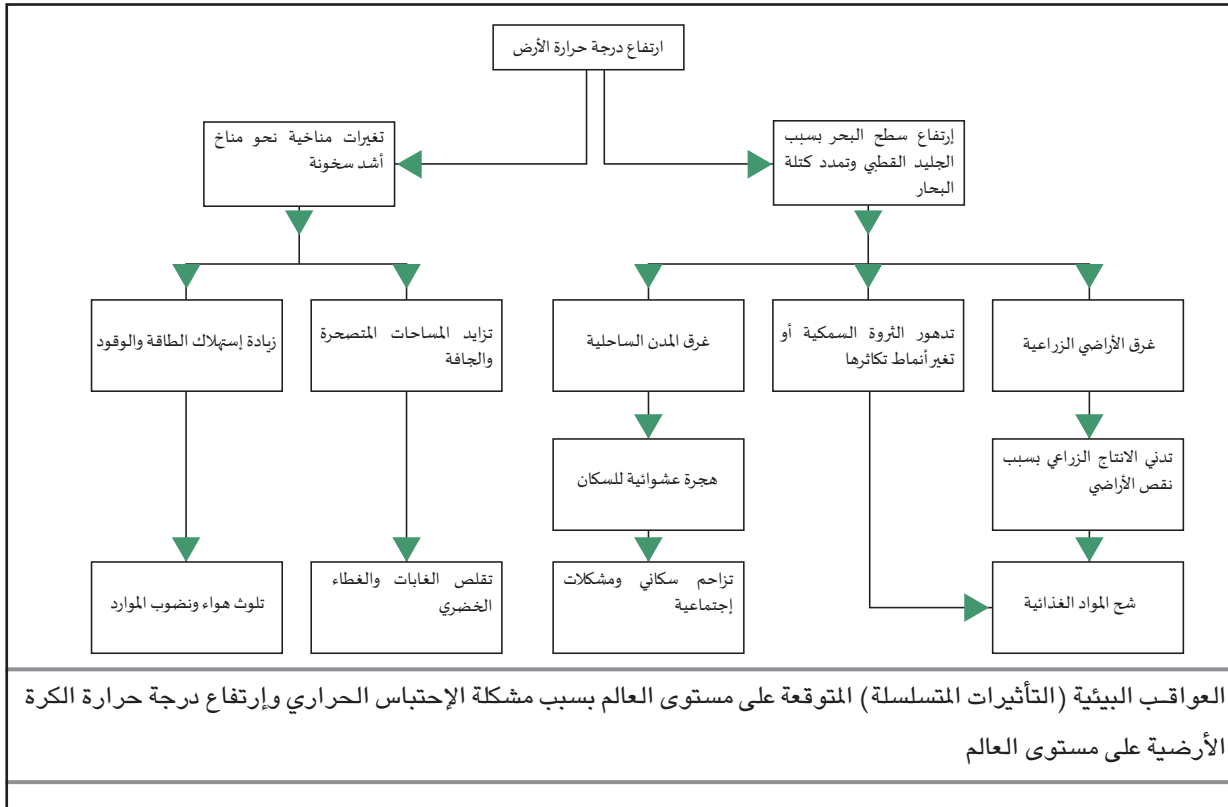 ارتفاع درجة حرارة الأرض
إرتفاع سطح البحر بسبب
الجليد القطبي وتمدد كتلة
البحار
تغيرات مناخية نحو مناخ
أشد سخونة
غرق الأراضي الزراعية
تدهور الثروة السمكية أو
تغير أنماط تكاثرها
غرق المدن الساحلية
تزايد المساحات المتصحرة
والجافة
زيادة إستهلاك الطاقة والوقود
تدني الانتاج الزراعي بسبب
نقص الأراضي
هجرة عشوائية للسكان
شح المواد الغذائية
تزاحم سكاني ومشكلات
إجتماعية
تقلص الغابات والغطاء
الخضري
تلوث هواء ونضوب الموارد
العواقب البيئية (التأثيرات المتسلسلة) المتوقعة على مستوى العالم بسبب مشكلة الإحتباس الحراري وإرتفاع درجة حرارة الكرة
الأرضية على مستوى العالم